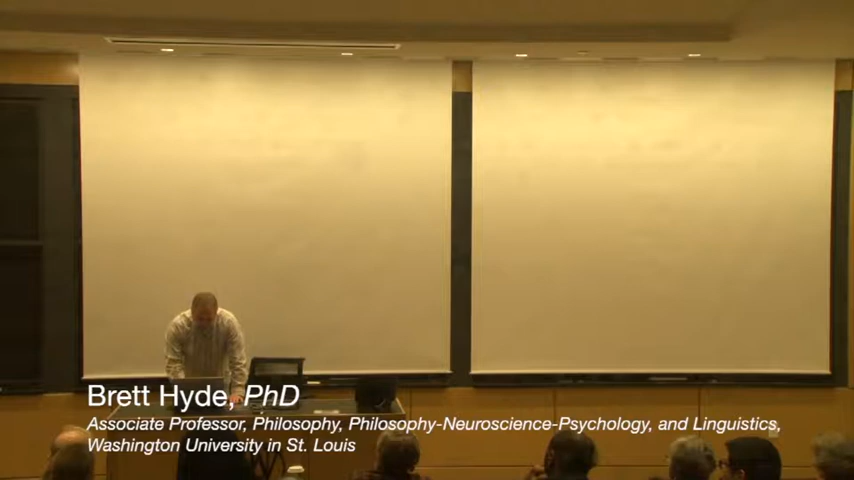 Brett Hyde, PhD
Associate Professor, Philosophy, Philosophy-Neuroscience-Psychology, and Linguistics,
Washington University in St. Louis